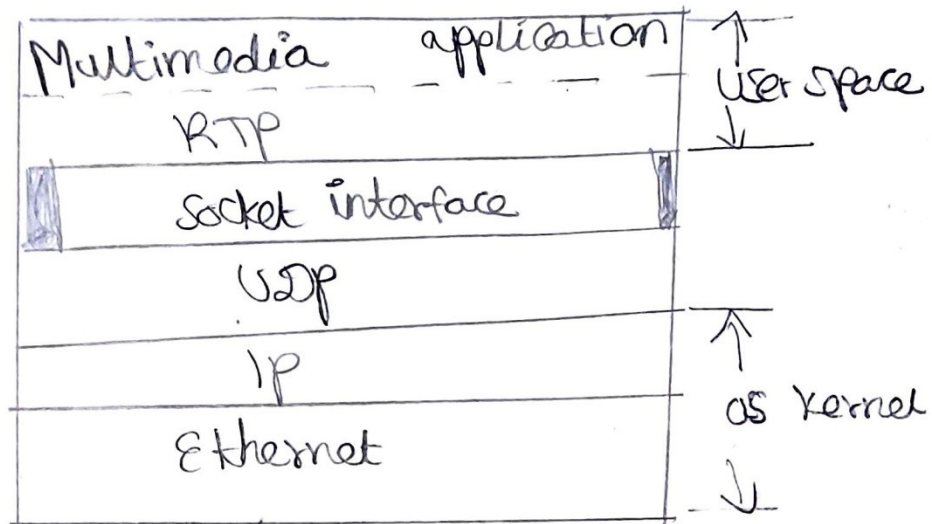 Multimedia application
User space
RTP
Socket interface
UDP
IP
OS Kernel
Ethernet